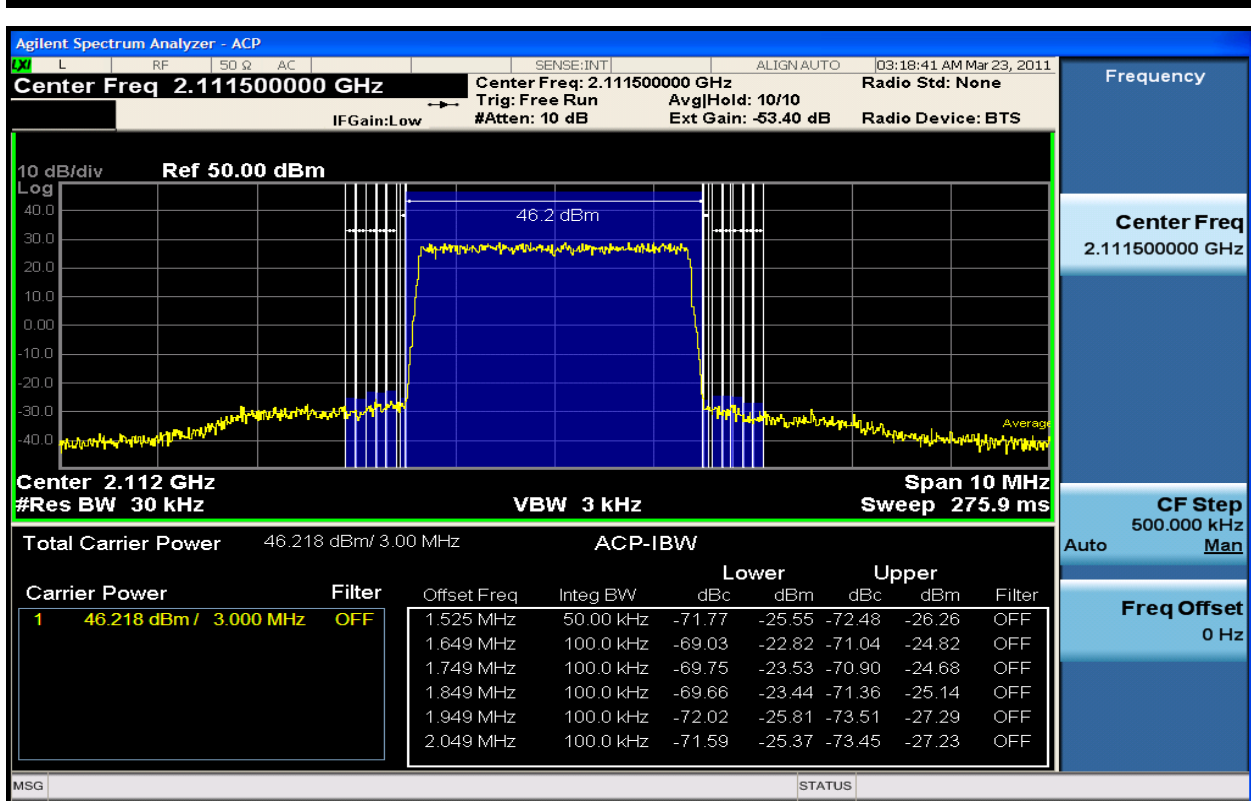 Agilent Spectrum Analyzer - ACP
LXI L RF 50 Ω AC SENSE:INT ALIGN AUTO 03:18:41 AM Mar 23, 2011
Center Freq 2.111500000 GHz
Center Freq: 2.111500000 GHz Radio Std: None
Trig: Free Run Avg|Hold: 10/10
IFGain:Low #Atten: 10 dB Ext Gain: -53.40 dB Radio Device: BTS
10 dB/div Ref 50.00 dBm
Log
40.0
46.2 dBm
30.0
20.0
10.0
0.00
-10.0
-20.0
-30.0
Average
-40.0
Center 2.112 GHz Span 10 MHz
#Res BW 30 kHz VBW 3 kHz Sweep 275.9 ms
Total Carrier Power 46.218 dBm/ 3.00 MHz ACP-IBW
Lower Upper
Carrier Power Filter Offset Freq Integ BW dBc dBm dBc dBm Filter
1 46.218 dBm / 3.000 MHz OFF 1.525 MHz 50.00 kHz -71.77 -25.55 -72.48 -26.26 OFF
1.649 MHz 100.0 kHz -69.03 -22.82 -71.04 -24.82 OFF
1.749 MHz 100.0 kHz -69.75 -23.53 -70.90 -24.68 OFF
1.849 MHz 100.0 kHz -69.66 -23.44 -71.36 -25.14 OFF
1.949 MHz 100.0 kHz -72.02 -25.81 -73.51 -27.29 OFF
2.049 MHz 100.0 kHz -71.59 -25.37 -73.45 -27.23 OFF
MSG STATUS
Frequency
Center Freq
2.111500000 GHz
CF Step
500.000 kHz
Auto Man
Freq Offset
0 Hz